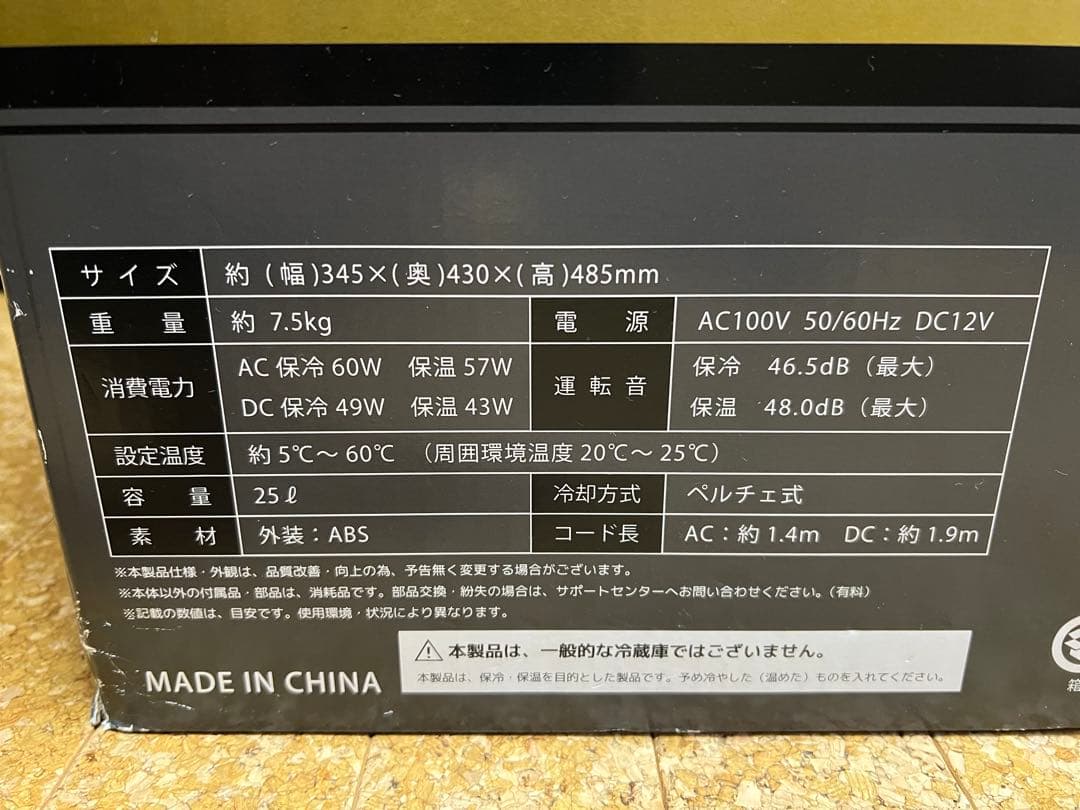 サイズ 約 (幅)345×(奥)430×(高)485mm
重量 約 7.5kg 電源 AC100V 50/60Hz DC12V
消費電力 AC 保冷 60W 保温 57W 運転音 保冷 46.5dB（最大）
DC 保冷 49W 保温 43W 保温 48.0dB（最大）
設定温度 約 5℃～ 60℃ （周囲環境温度 20℃～ 25℃）
容量 25ℓ 冷却方式 ペルチェ式
素材 外装：ABS コード長 AC：約 1.4m DC：約 1.9m
※本製品仕様・外観は、品質改善・向上の為、予告無く変更する場合がございます。
※本体以外の付属品・部品は、消耗品です。部品交換・紛失の場合は、サポートセンターへお問い合わせください。（有料）
※記載の数値は、目安です。使用環境・状況により異なります。
⚠ 本製品は、一般的な冷蔵庫ではございません。
本製品は、保冷・保温を目的とした製品です。予め冷やした（温めた）ものを入れてください。
MADE IN CHINA
箱